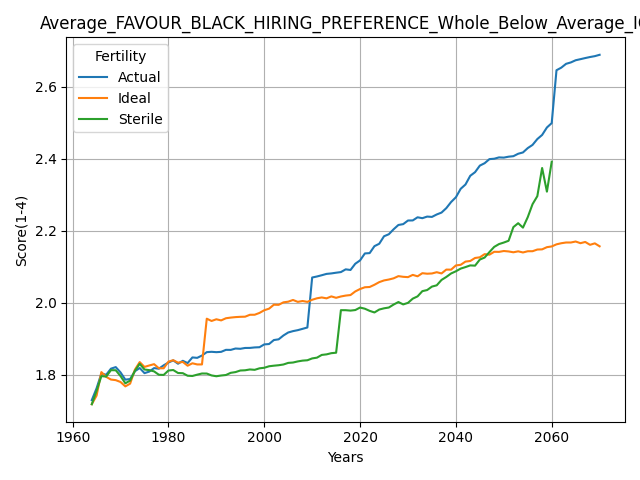 Average_FAVOUR_BLACK_HIRING_PREFERENCE_Whole_Below_Average_I
Fertility
Actual
Ideal
Sterile
Score(1-4)
2.6
2.4
2.2
2.0
1.8
1960 1980 2000 2020 2040 2060
Years